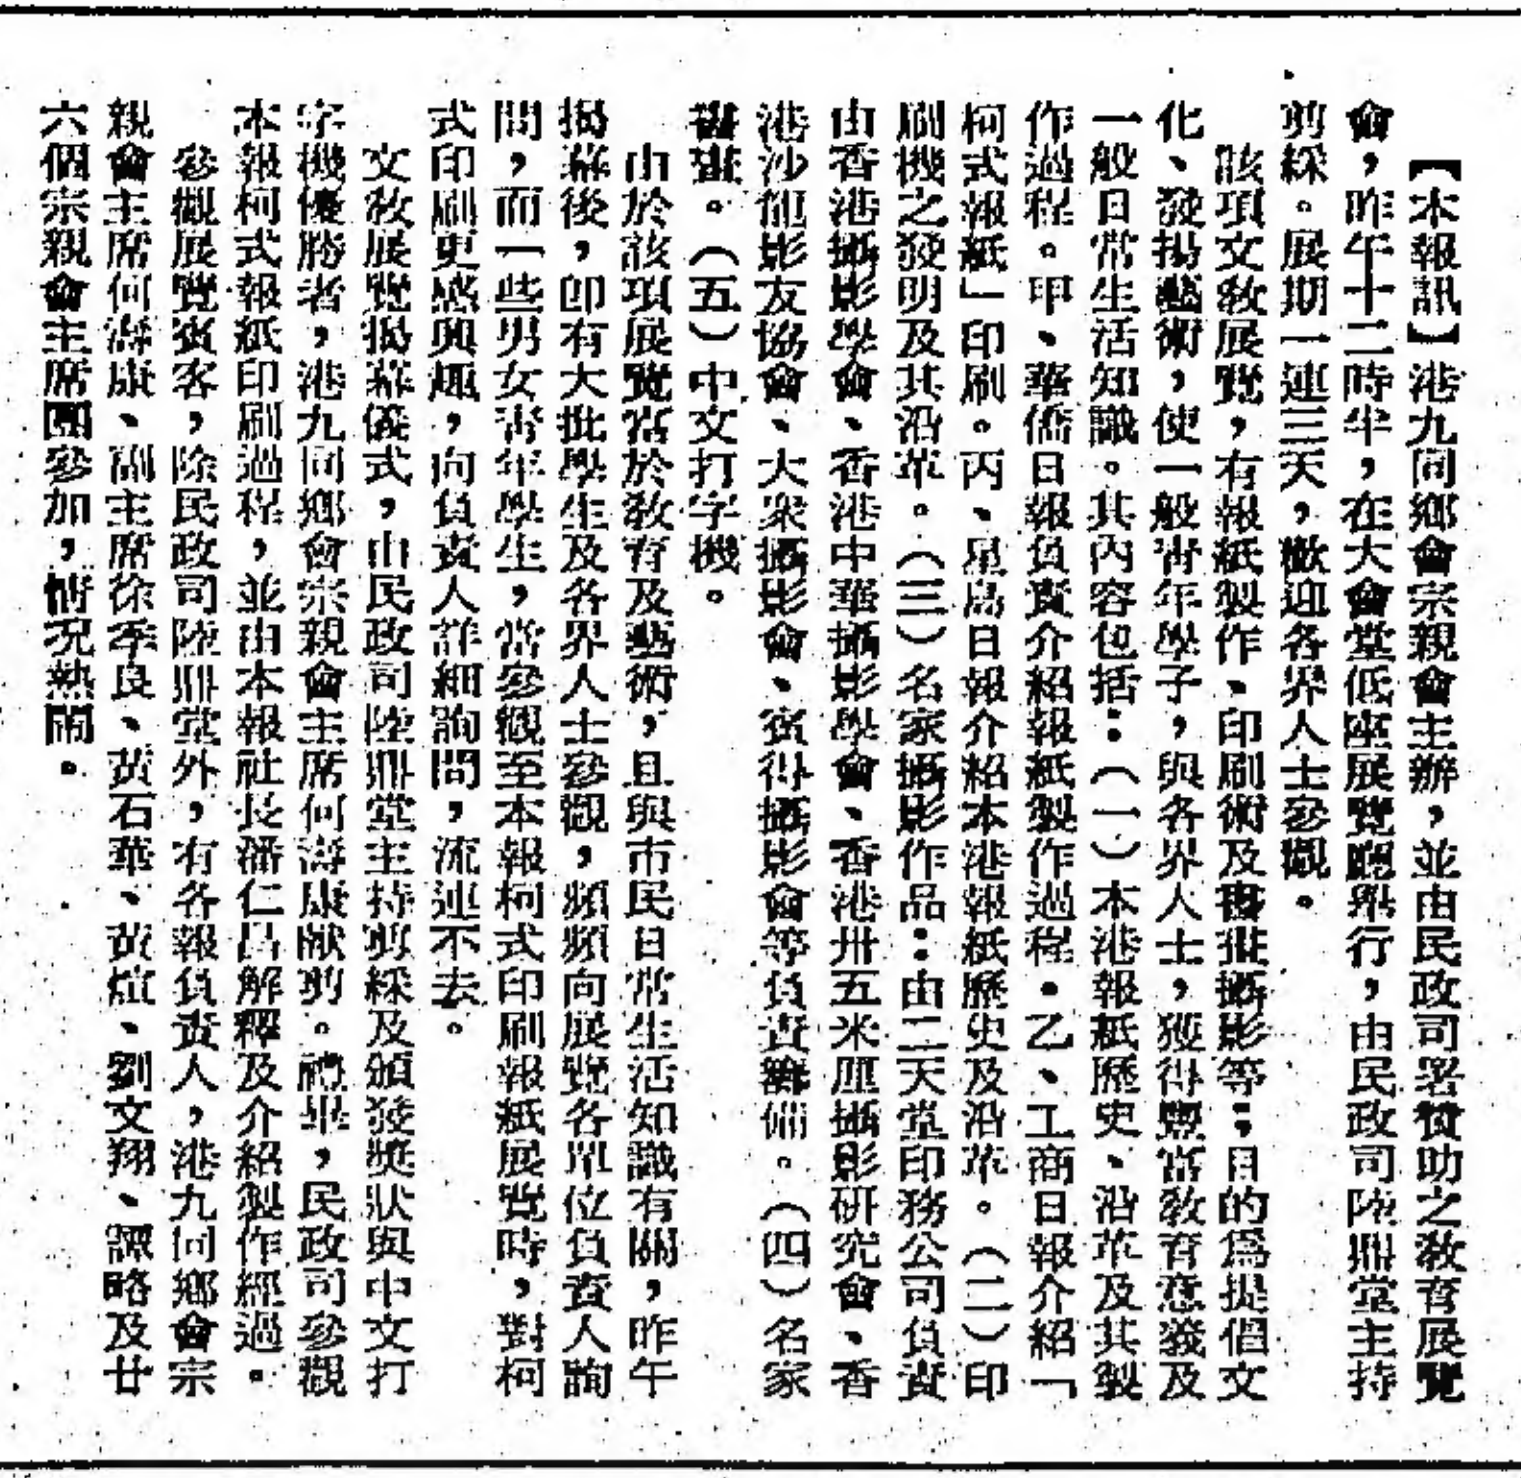 【本報訊】港九同鄉會宗親會主辦，並由民政司署贊助之敎育展覽
會，昨午十二時半，在大會堂低座展覽廳舉行，由民政司陸鼎堂主持
剪綵。展期一連三天，歡迎各界人士參觀。
該項文敎展覽，有報紙製作、印刷術及書畫攝影等；目的爲提倡文
化、發揚藝術，使一般靑年學子，與各界人士，獲得豐富敎育意義及
一般日常生活知識。其內容包括：（一）本港報紙歷史、沿革及其製
作過程。甲、華僑日報負責介紹報紙製作過程。乙、工商日報介紹「
柯式報紙」印刷。丙、星島日報介紹本港報紙歷史及沿革。（二）印
刷機之發明及其沿革。（三）名家攝影作品：由二天堂印務公司負責
由香港攝影學會、香港中華攝影學會、香港卅五米厘攝影研究會、香
港沙龍影友協會、大衆攝影會、賓得攝影會等負責籌備。（四）名家
書畫。（五）中文打字機。
由於該項展覽富於敎育及藝術，且與市民日常生活知識有關，昨午
揭幕後，卽有大批學生及各界人士參觀，頻頻向展覽各單位負責人詢
問，而一些男女靑年學生，當參觀至本報柯式印刷報紙展覽時，對柯
式印刷更感興趣，向負責人詳細詢問，流連不去。
文敎展覽揭幕儀式，由民政司陸鼎堂主持剪綵及頒發獎狀與中文打
字機優勝者，港九同鄉會宗親會主席何濤康獻剪。禮畢，民政司參觀
本報柯式報紙印刷過程，並由本報社長潘仁昌解釋及介紹製作經過。
參觀展覽賓客，除民政司陸鼎堂外，有各報負責人，港九同鄉會宗
親會主席何濤康、副主席徐季良、黃石華、黃煊、劉文翔、譚略及廿
六個宗親會主席團參加，情況熱鬧。